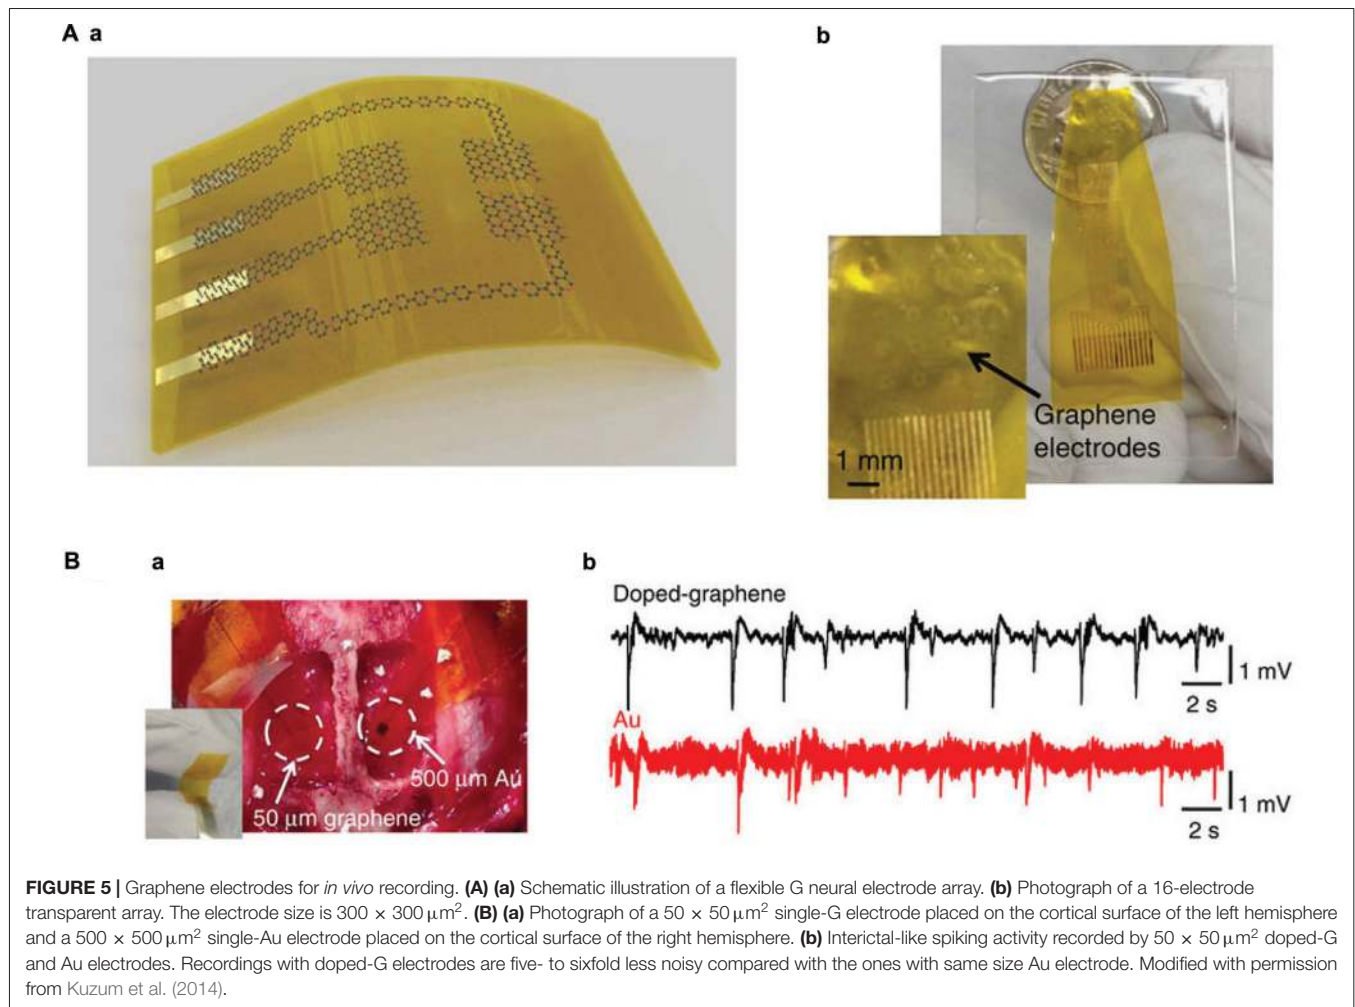 A a
b
Graphene
electrodes
1 mm
B a
b
Doped-graphene
1 mV
2 s
Au
500 μm Au
50 μm graphene
1 mV
2 s
FIGURE 5 | Graphene electrodes for in vivo recording. (A) (a) Schematic illustration of a flexible G neural electrode array. (b) Photograph of a 16-electrode
transparent array. The electrode size is 300 × 300 μm². (B) (a) Photograph of a 50 × 50 μm² single-G electrode placed on the cortical surface of the left hemisphere
and a 500 × 500 μm² single-Au electrode placed on the cortical surface of the right hemisphere. (b) Interictal-like spiking activity recorded by 50 × 50 μm² doped-G
and Au electrodes. Recordings with doped-G electrodes are five- to sixfold less noisy compared with the ones with same size Au electrode. Modified with permission
from Kuzum et al. (2014).